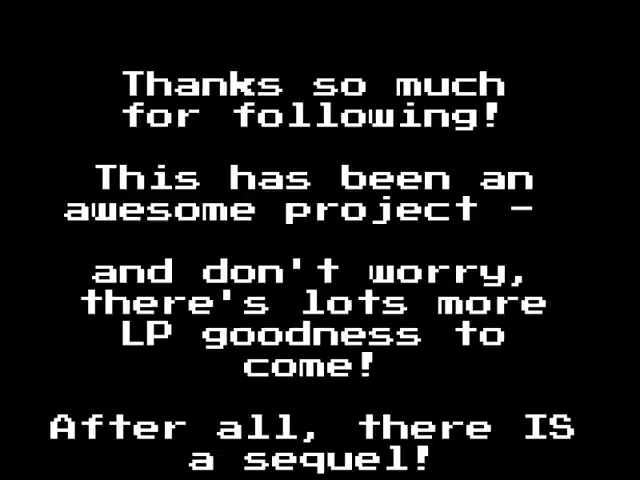 Thanks so much
for following!
This has been an
awesome project -
and don't worry,
there's lots more
LP goodness to
come!
After all, there IS
a sequel!